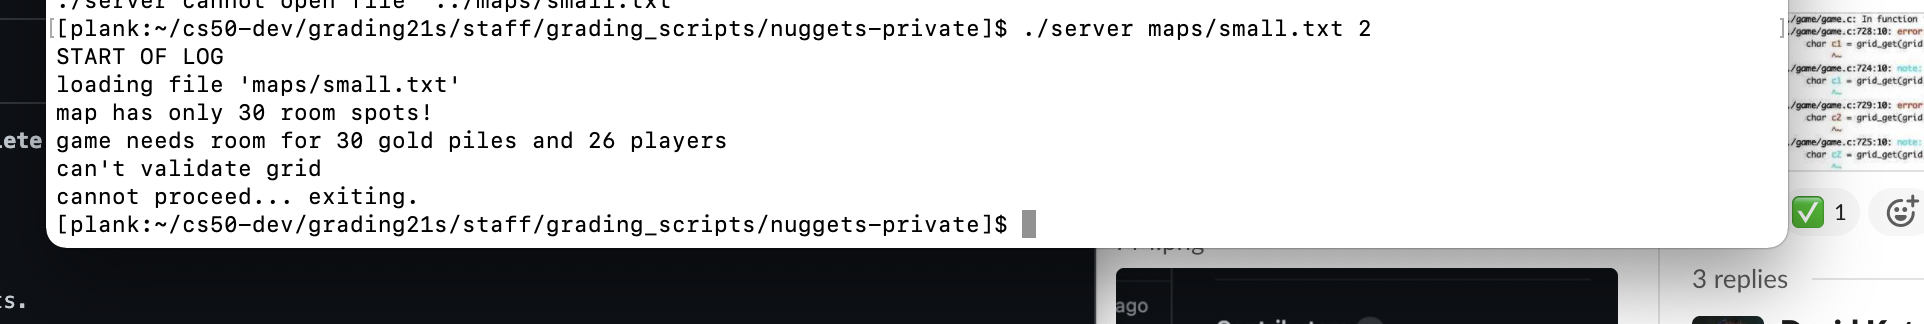 ./server cannot open file '../maps/small.txt'
[[plank:~/cs50-dev/grading21s/staff/grading_scripts/nuggets-private]$ ./server maps/small.txt 2 ]
START OF LOG
loading file 'maps/small.txt'
map has only 30 room spots!
game needs room for 30 gold piles and 26 players
can't validate grid
cannot proceed... exiting.
[plank:~/cs50-dev/grading21s/staff/grading_scripts/nuggets-private]$
lete
ts.
ago
/game/game.c: In function
/game/game.c:728:10: error
char c1 = grid_get(grid
/game/game.c:724:10: note:
char c1 = grid_get(grid
/game/game.c:729:10: error
char c2 = grid_get(grid
/game/game.c:725:10: note:
char c2 = grid_get(grid
1
3 replies